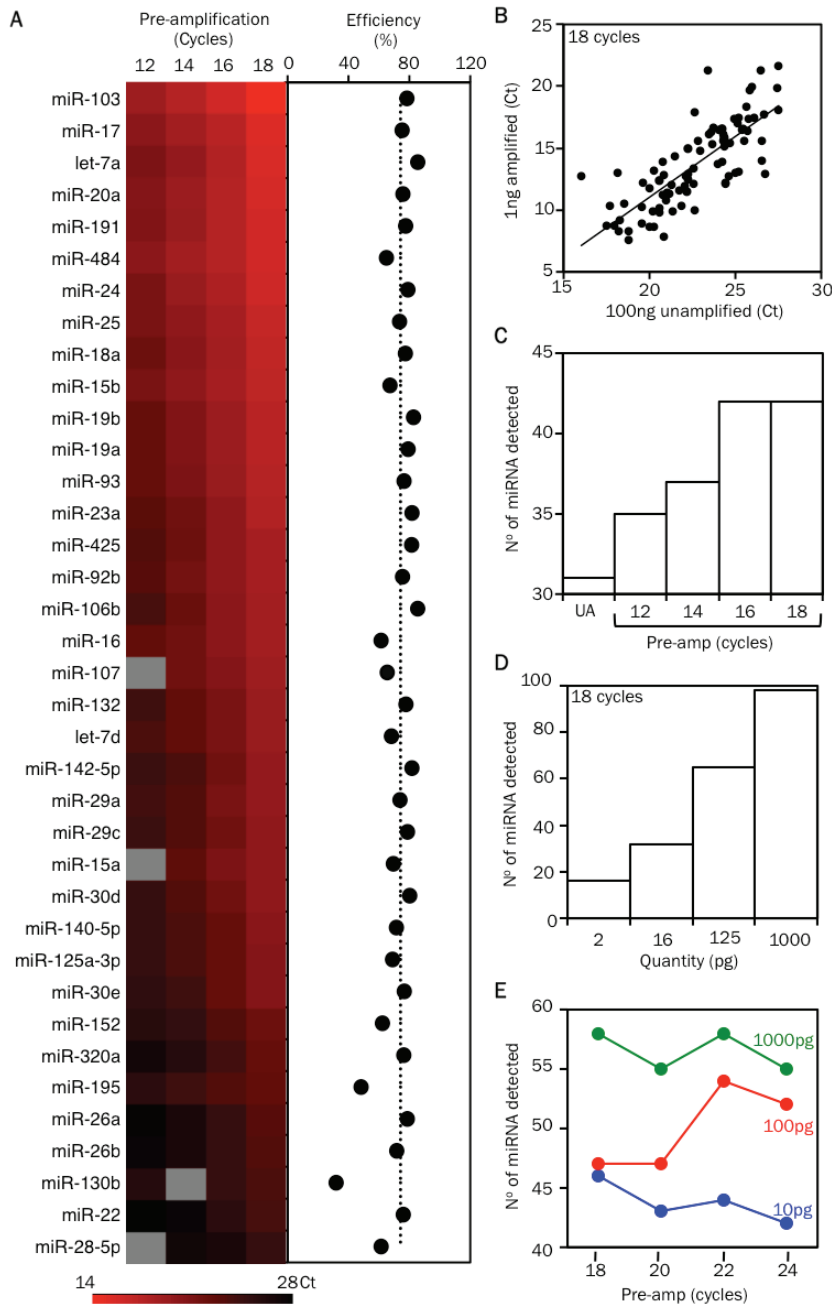 A
Pre-amplification
(Cycles)
12 14 16 18
Efficiency
(%)
0 40 80 120
miR-103
miR-17
let-7a
miR-20a
miR-191
miR-484
miR-24
miR-25
miR-18a
miR-15b
miR-19b
miR-19a
miR-93
miR-23a
miR-425
miR-92b
miR-106b
miR-16
miR-107
miR-132
let-7d
miR-142-5p
miR-29a
miR-29c
miR-15a
miR-30d
miR-140-5p
miR-125a-3p
miR-30e
miR-152
miR-320a
miR-195
miR-26a
miR-26b
miR-130b
miR-22
miR-28-5p
14 28Ct
B
18 cycles
1ng amplified (Ct)
25
20
15
10
5
15 20 25 30
100ng unamplified (Ct)
C
Nº of miRNA detected
45
40
35
30
UA 12 14 16 18
Pre-amp (cycles)
D
18 cycles
Nº of miRNA detected
100
80
60
40
20
0
2 16 125 1000
Quantity (pg)
E
Nº of miRNA detected
60
55
50
45
40
1000pg
100pg
10pg
18 20 22 24
Pre-amp (cycles)